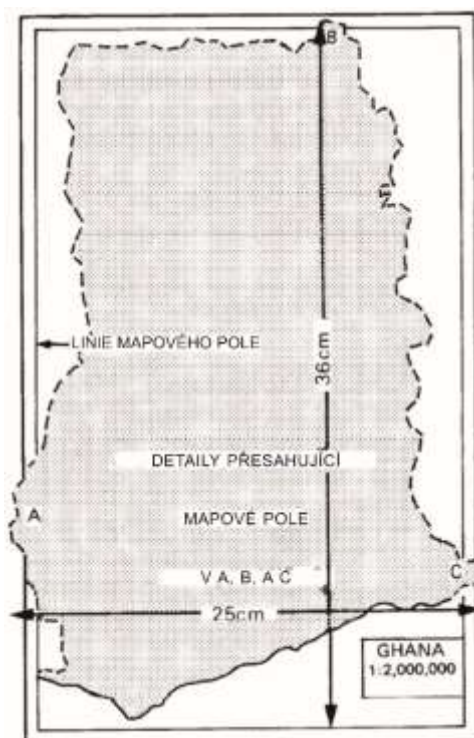 B
LINIE MAPOVÉHO POLE
36cm
DETAILY PŘESAHUJÍCÍ
A
MAPOVÉ POLE
V A, B, A C
C
25cm
GHANA
1:2,000,000